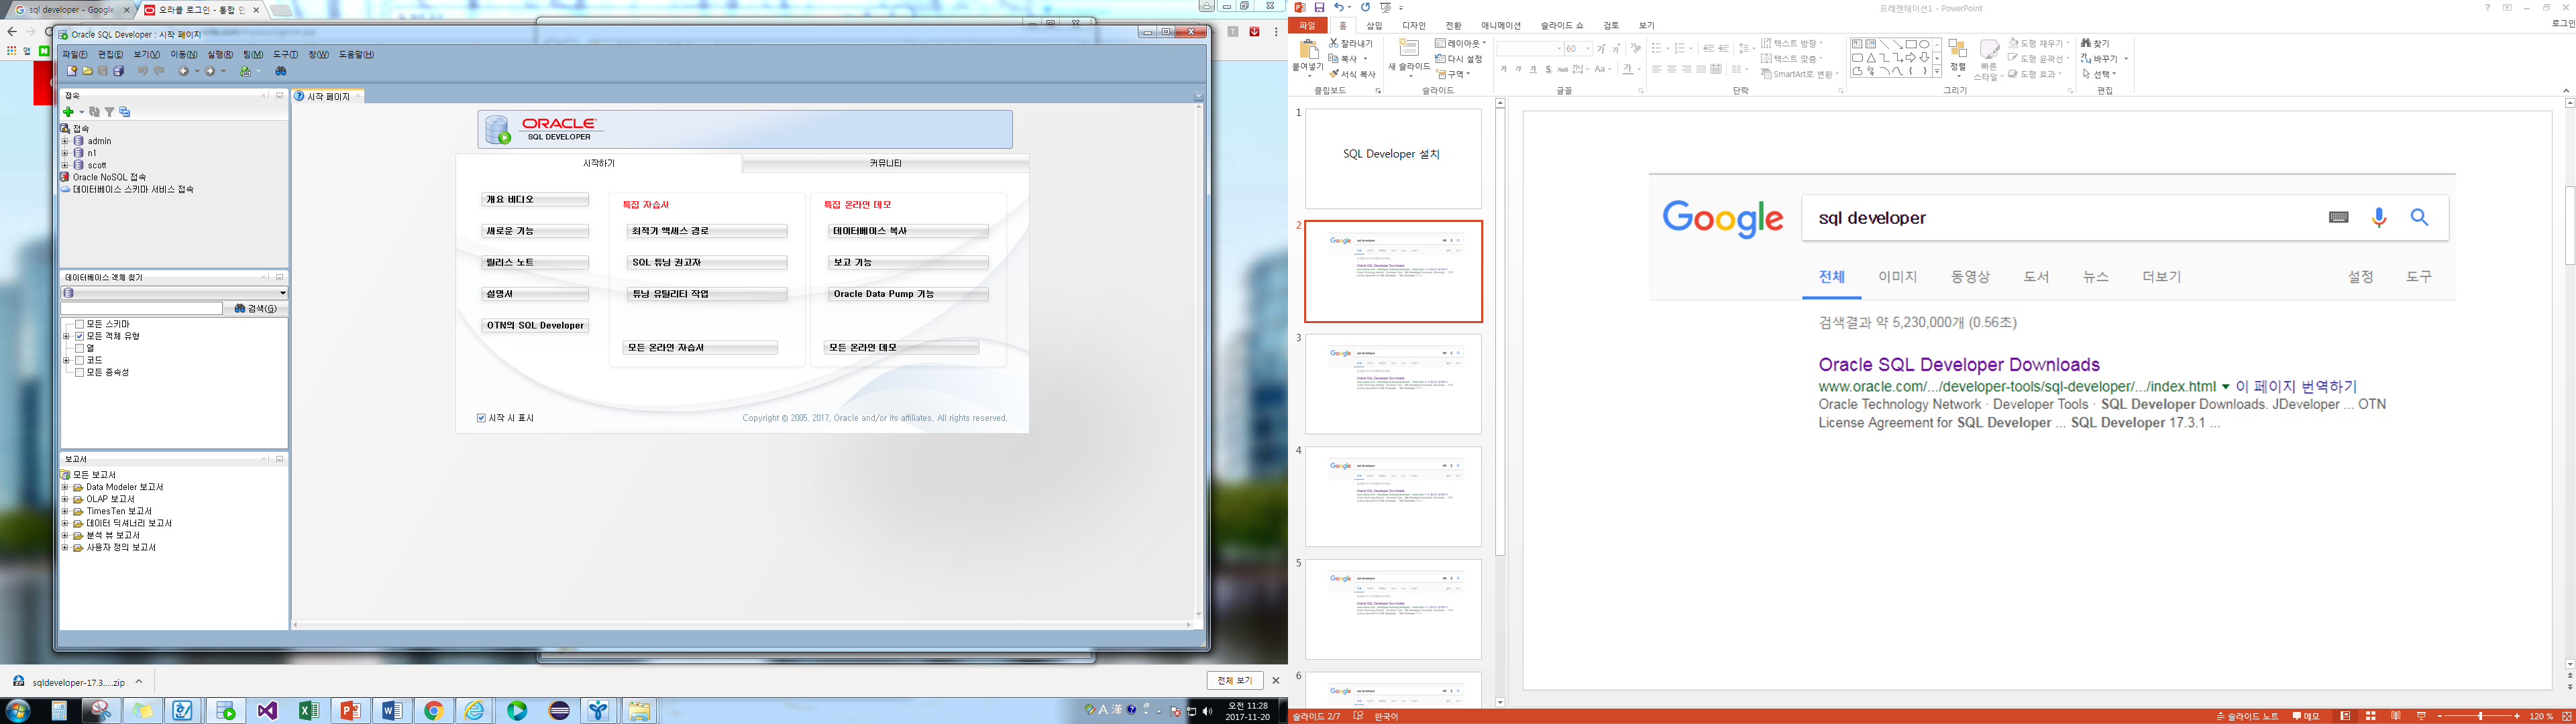 sql developer - Google
오라클 로그인 - 통합 인
앱
Oracle SQL Developer : 시작 페이지
파일(F) 편집(E) 보기(V) 이동(N) 실행(R) 팀(M) 도구(T) 창(W) 도움말(H)
접속
접속
admin
n1
scott
Oracle NoSQL 접속
데이터베이스 스키마 서비스 접속
데이터베이스 객체 찾기
검색(G)
모든 스키마
모든 객체 유형
열
코드
모든 종속성
보고서
모든 보고서
Data Modeler 보고서
OLAP 보고서
TimesTen 보고서
데이터 딕셔너리 보고서
분석 뷰 보고서
사용자 정의 보고서
시작 페이지
ORACLE
SQL DEVELOPER
시작하기
커뮤니티
개요 비디오
새로운 기능
릴리스 노트
설명서
OTN의 SQL Developer
특집 자습서
최적기 액세스 경로
SQL 튜닝 권고자
튜닝 유틸리티 작업
모든 온라인 자습서
특집 온라인 데모
데이터베이스 복사
보고 기능
Oracle Data Pump 기능
모든 온라인 데모
시작 시 표시
Copyright © 2005, 2017, Oracle and/or its affiliates. All rights reserved.
sqldeveloper-17.3....zip
전체 보기
오전 11:28
2017-11-20
프레젠테이션1 - PowerPoint
로그인
파일 홈 삽입 디자인 전환 애니메이션 슬라이드 쇼 검토 보기
붙여넣기
잘라내기
복사
서식 복사
클립보드
새 슬라이드
레이아웃
다시 설정
구역
슬라이드
60
글꼴
텍스트 방향
텍스트 맞춤
SmartArt로 변환
단락
정렬
빠른 스타일
도형 채우기
도형 윤곽선
도형 효과
그리기
찾기
바꾸기
선택
편집
1
SQL Developer 설치
2
3
4
5
6
Google
sql developer
전체 이미지 동영상 도서 뉴스 더보기 설정 도구
검색결과 약 5,230,000개 (0.56초)
Oracle SQL Developer Downloads
www.oracle.com/.../developer-tools/sql-developer/.../index.html 이 페이지 번역하기
Oracle Technology Network · Developer Tools · SQL Developer Downloads. JDeveloper ... OTN
License Agreement for SQL Developer ... SQL Developer 17.3.1 ...
슬라이드 2/7
한국어
슬라이드 노트
메모
120 %